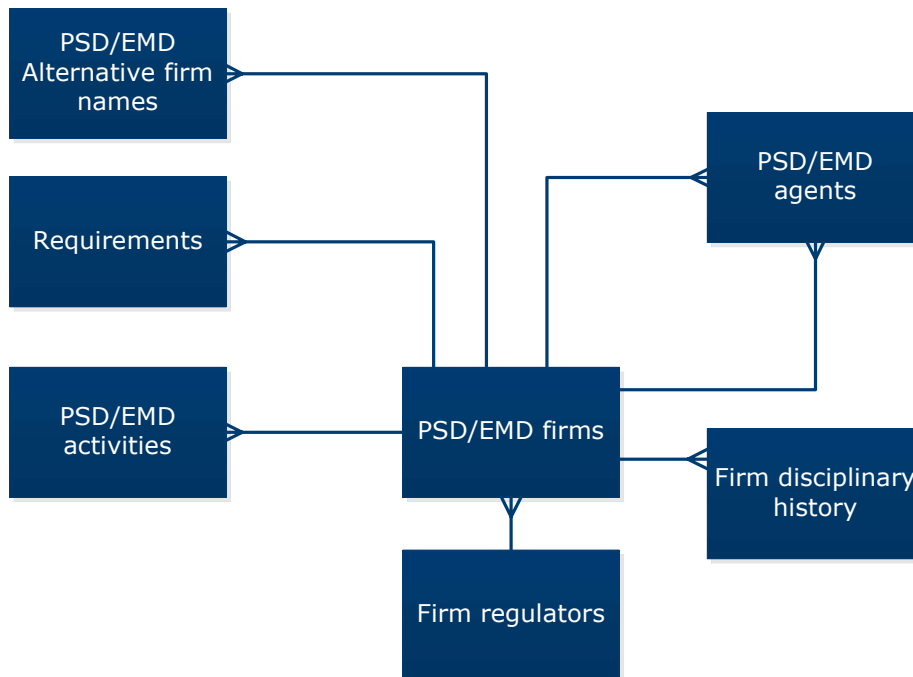 PSD/EMD
Alternative firm
names
PSD/EMD
agents
Requirements
PSD/EMD
activities
PSD/EMD firms
Firm disciplinary
history
Firm regulators